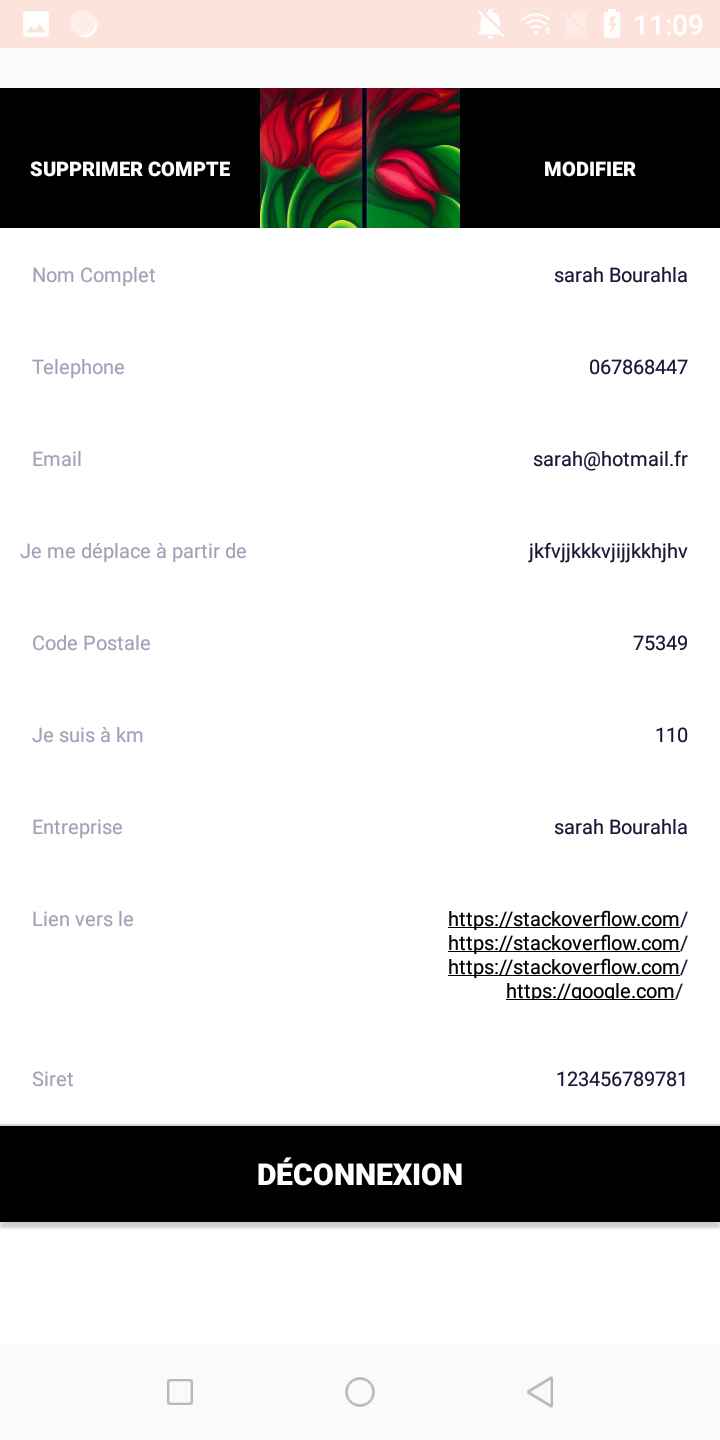 11:09
SUPPRIMER COMPTE
MODIFIER
Nom Complet sarah Bourahla
Telephone 067868447
Email sarah@hotmail.fr
Je me déplace à partir de jkfvjjkkkvjijjkkhjhv
Code Postale 75349
Je suis à km 110
Entreprise sarah Bourahla
Lien vers le https://stackoverflow.com/
https://stackoverflow.com/
https://stackoverflow.com/
https://google.com/
Siret 123456789781
DÉCONNEXION